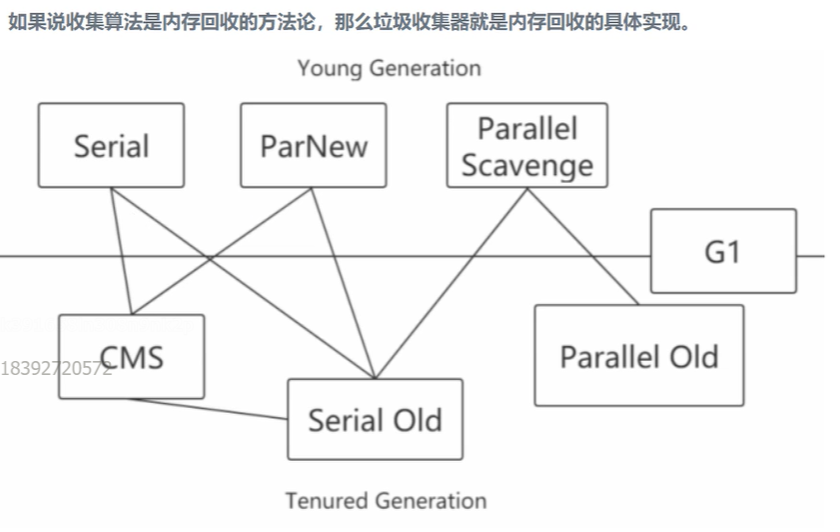 如果说收集算法是内存回收的方法论，那么垃圾收集器就是内存回收的具体实现。
Young Generation
Serial
ParNew
Parallel
Scavenge
G1
CMS
18392720572
Parallel Old
Serial Old
Tenured Generation